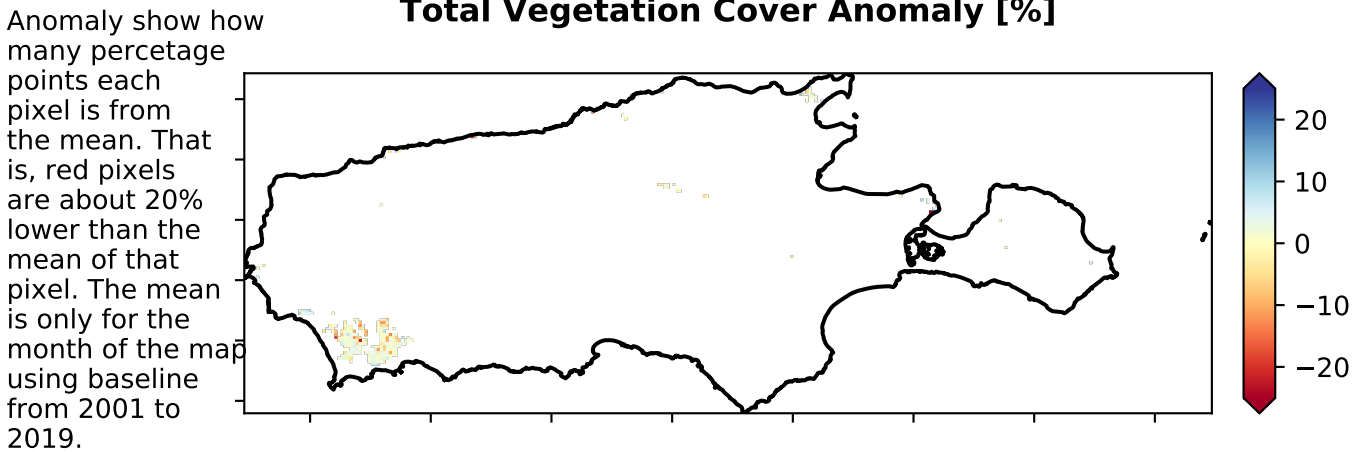 Total Vegetation Cover Anomaly [%]
Anomaly show how
many percetage
points each
pixel is from
the mean. That
is, red pixels
are about 20%
lower than the
mean of that
pixel. The mean
is only for the
month of the map
using baseline
from 2001 to
2019.
20
10
0
−10
−20